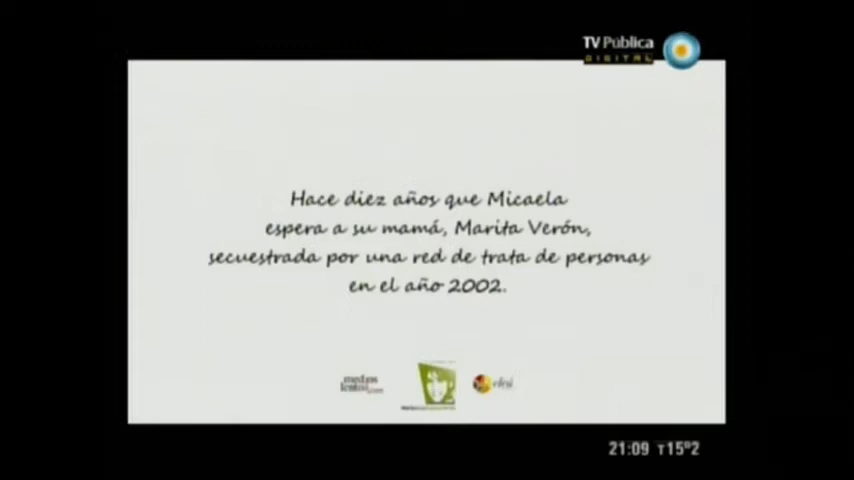 TV Pública
DIGITAL
Hace diez años que Micaela
espera a su mamá, Marita Verón,
secuestrada por una red de trata de personas
en el año 2002.
21:09 T15º2